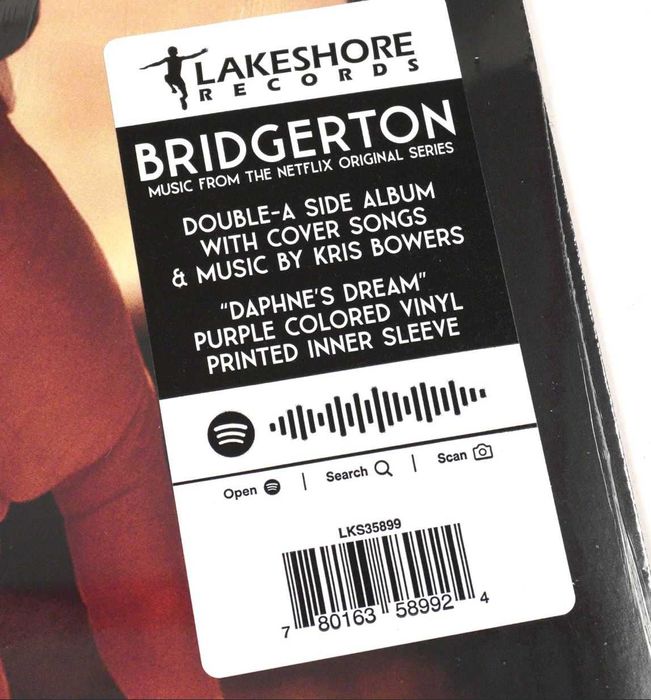 LAKESHORE
RECORDS
BRIDGERTON
MUSIC FROM THE NETFLIX ORIGINAL SERIES
DOUBLE-A SIDE ALBUM
WITH COVER SONGS
& MUSIC BY KRIS BOWERS
"DAPHNE'S DREAM"
PURPLE COLORED VINYL
PRINTED INNER SLEEVE
Open | Search | Scan
LKS35899
7 80163 58992 4